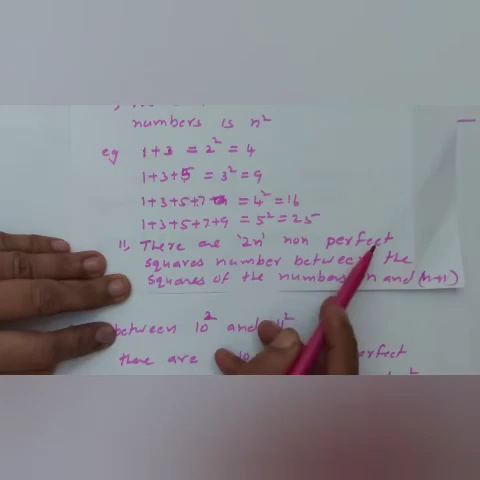 numbers is n²
eg 1+3 = 2² = 4
1+3+5 = 3² = 9
1+3+5+7 = 4² = 16
1+3+5+7+9 = 5² = 25
ii, There are '2n' non perfect
squares number between the
squares of the numbers n and (n+1)
between 10² and
there are